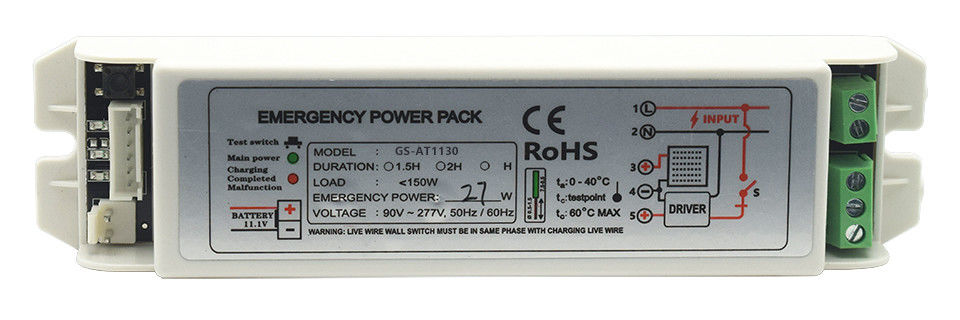 EMERGENCY POWER PACK
Test switch
Main power
Charging
Completed
Malfunction
BATTERY
11.1V
+
−
MODEL : GS-AT1130
DURATION: ○1.5H ○2H ○ H
LOAD : <150W
EMERGENCY POWER: 27 W
VOLTAGE : 90V ~ 277V, 50Hz / 60Hz
WARNING: LIVE WIRE WALL SWITCH MUST BE IN SAME PHASE WITH CHARGING LIVE WIRE
CE
RoHS
ta:0 - 40°C
tc:testpoint
tc:60°C MAX
1 L
INPUT
2 N
3 +
4 −
5 +
DRIVER
S